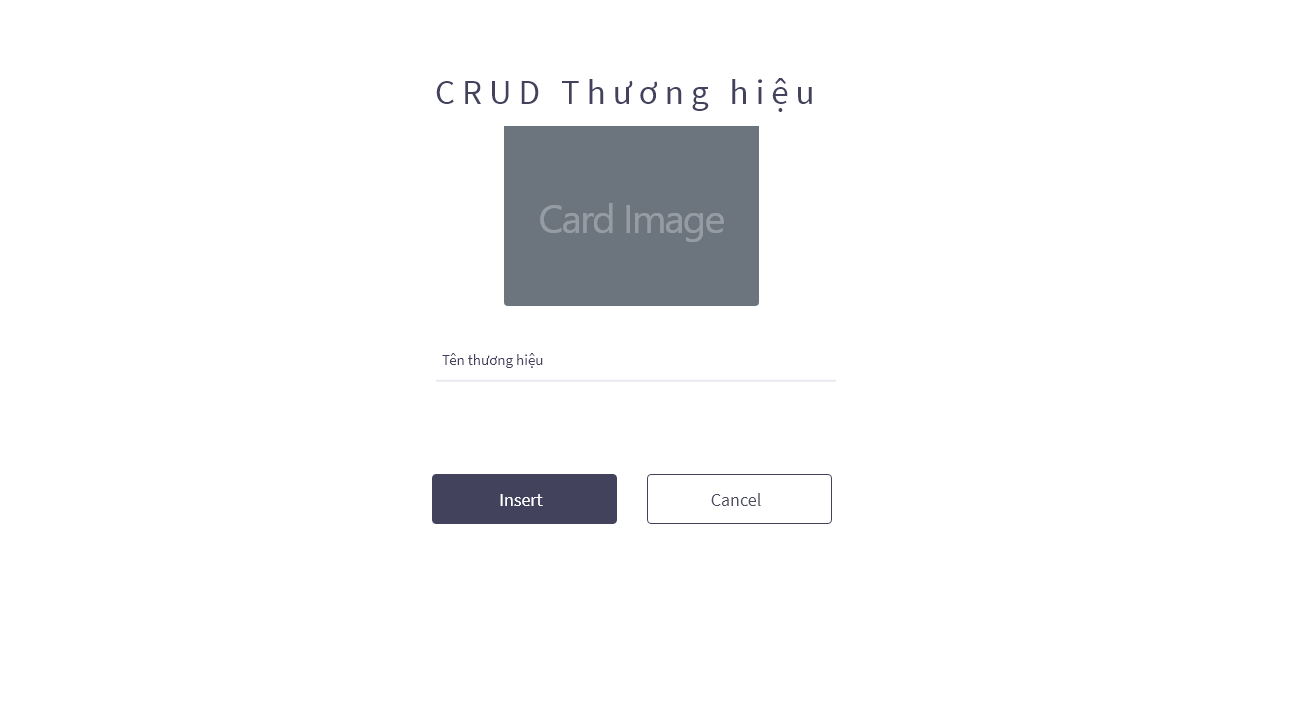 CRUD Thương hiệu
Card Image
Tên thương hiệu
Insert
Cancel